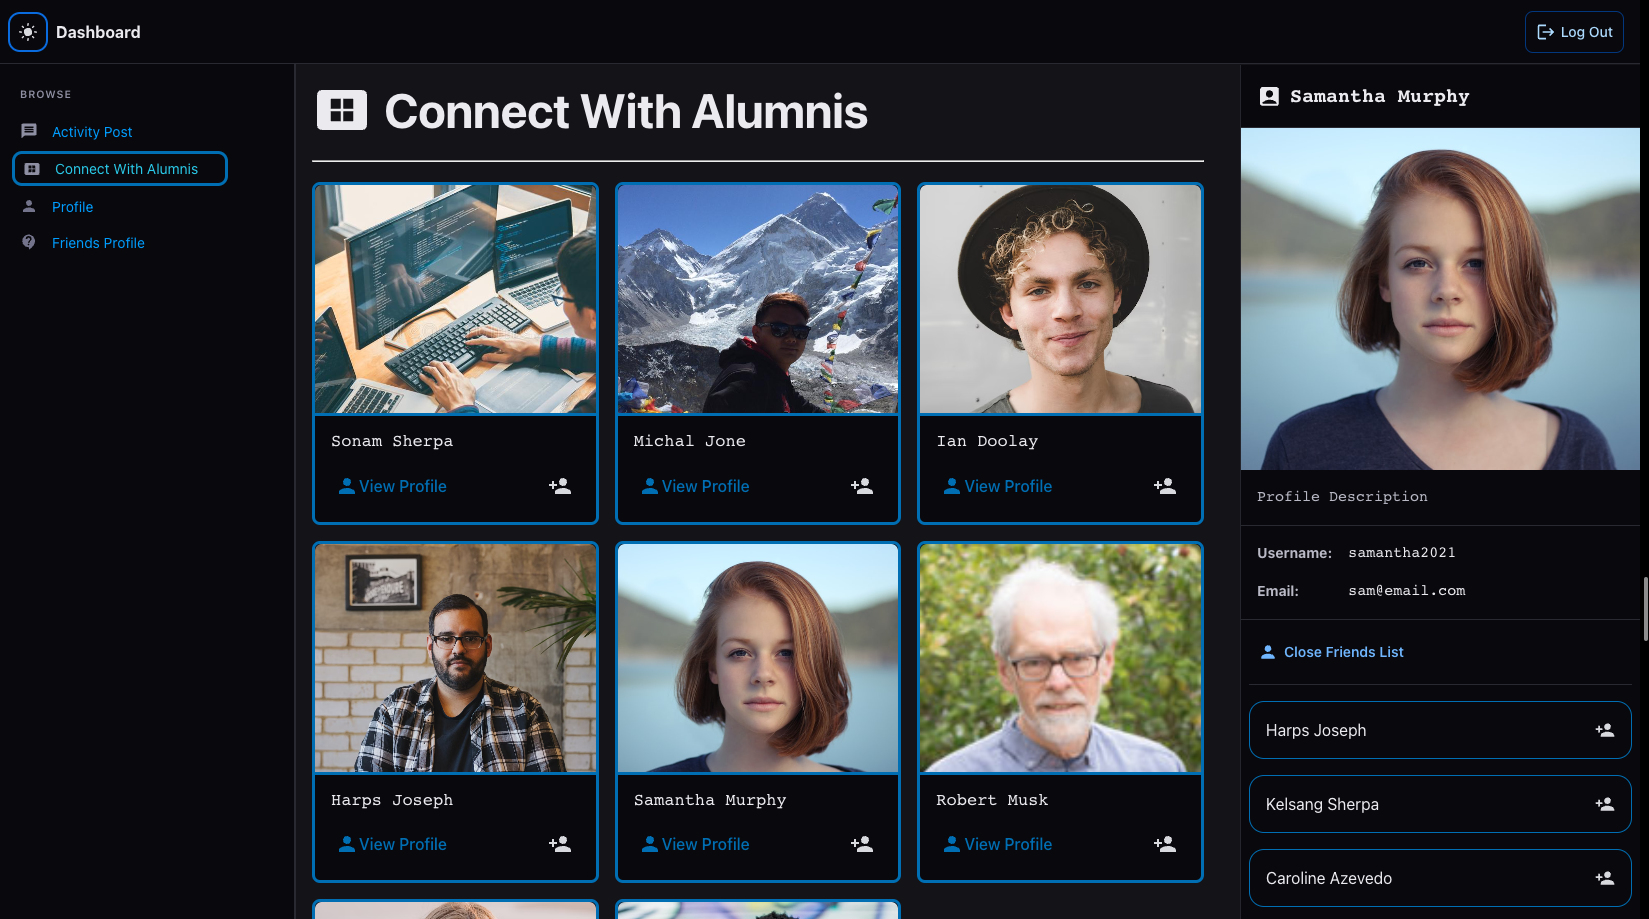 Dashboard
Log Out
BROWSE
Activity Post
Connect With Alumnis
Profile
Friends Profile
Connect With Alumnis
Sonam Sherpa
View Profile
Michal Jone
View Profile
Ian Doolay
View Profile
Harps Joseph
View Profile
Samantha Murphy
View Profile
Robert Musk
View Profile
Samantha Murphy
Profile Description
Username: samantha2021
Email: sam@email.com
Close Friends List
Harps Joseph
Kelsang Sherpa
Caroline Azevedo